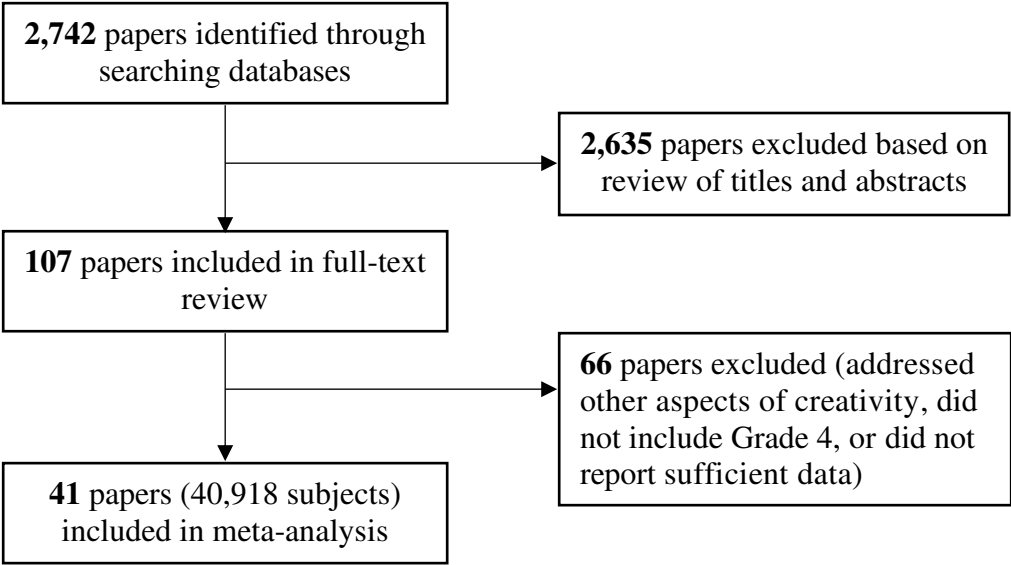 2,742 papers identified through
searching databases
2,635 papers excluded based on
review of titles and abstracts
107 papers included in full-text
review
66 papers excluded (addressed
other aspects of creativity, did
not include Grade 4, or did not
report sufficient data)
41 papers (40,918 subjects)
included in meta-analysis